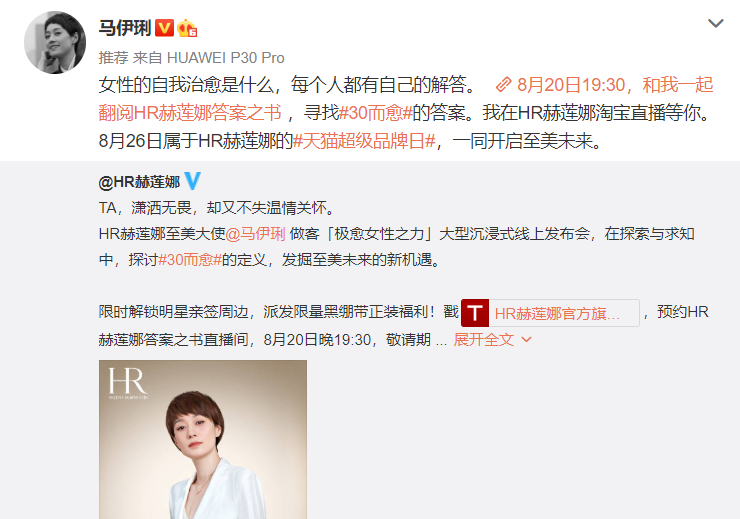 马伊琍
推荐 来自 HUAWEI P30 Pro
女性的自我治愈是什么，每个人都有自己的解答。 8月20日19:30，和我一起
翻阅HR赫莲娜答案之书 ，寻找#30而愈#的答案。我在HR赫莲娜淘宝直播等你。
8月26日属于HR赫莲娜的#天猫超级品牌日#，一同开启至美未来。
@HR赫莲娜
TA，潇洒无畏，却又不失温情关怀。
HR赫莲娜至美大使@马伊琍 做客「极愈女性之力」大型沉浸式线上发布会，在探索与求知
中，探讨#30而愈#的定义，发掘至美未来的新机遇。
限时解锁明星亲签周边，派发限量黑绷带正装福利！戳 T HR赫莲娜官方旗... ，预约HR
赫莲娜答案之书直播间，8月20日晚19:30，敬请期 ... 展开全文
HR